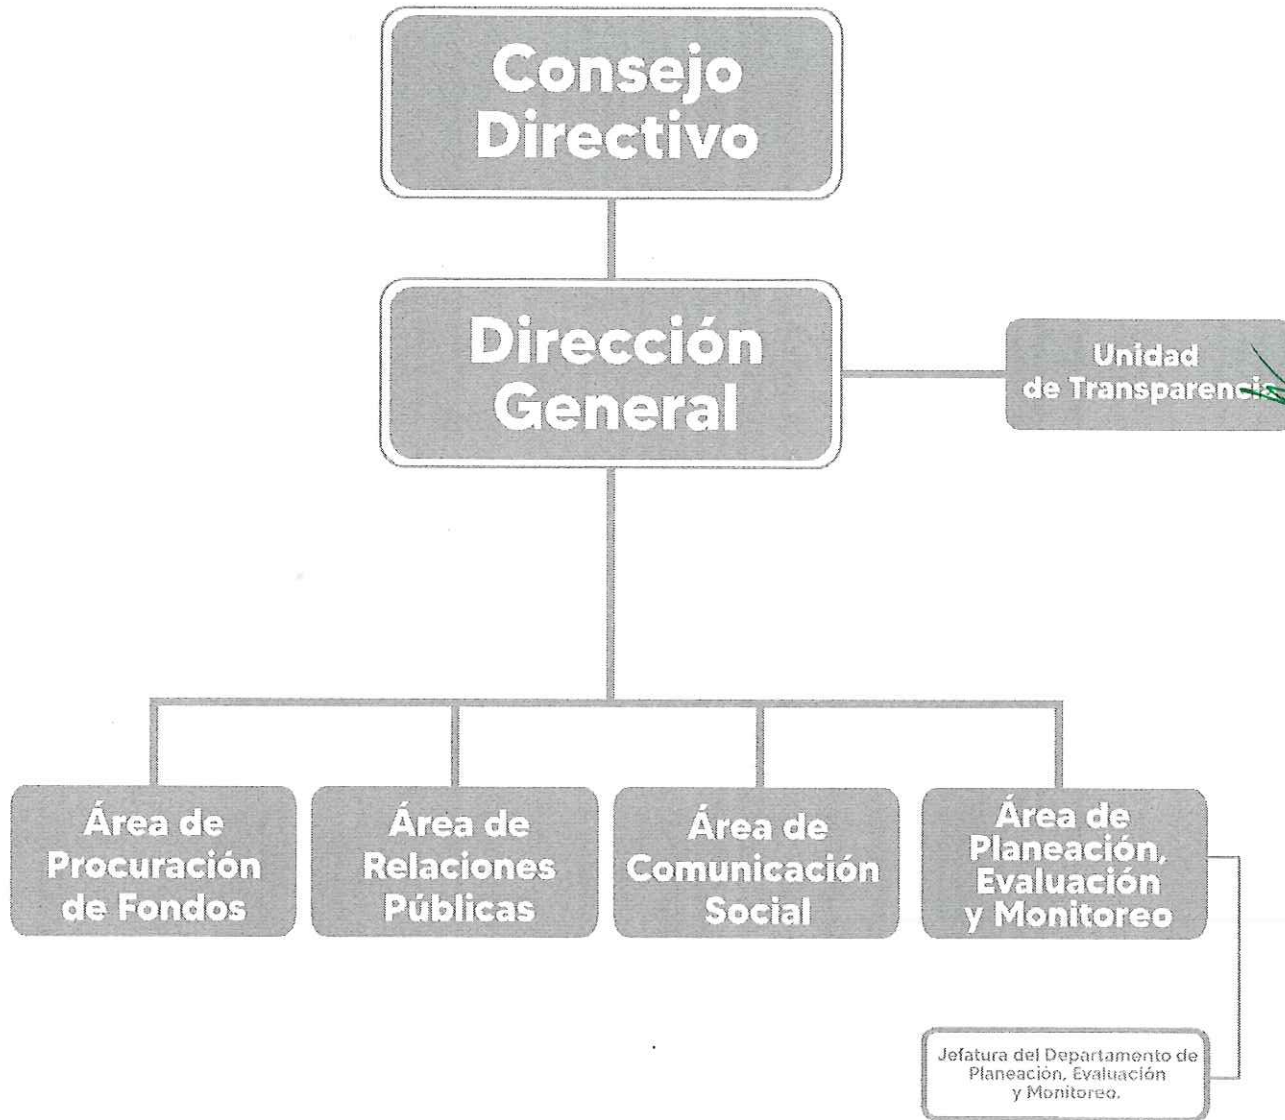 Consejo
Directivo
Dirección
General
Unidad
de Transparencia
Área de
Procuración
de Fondos
Área de
Relaciones
Públicas
Área de
Comunicación
Social
Área de
Planeación,
Evaluación
y Monitoreo
Jefatura del Departamento de
Planeación, Evaluación
y Monitoreo.